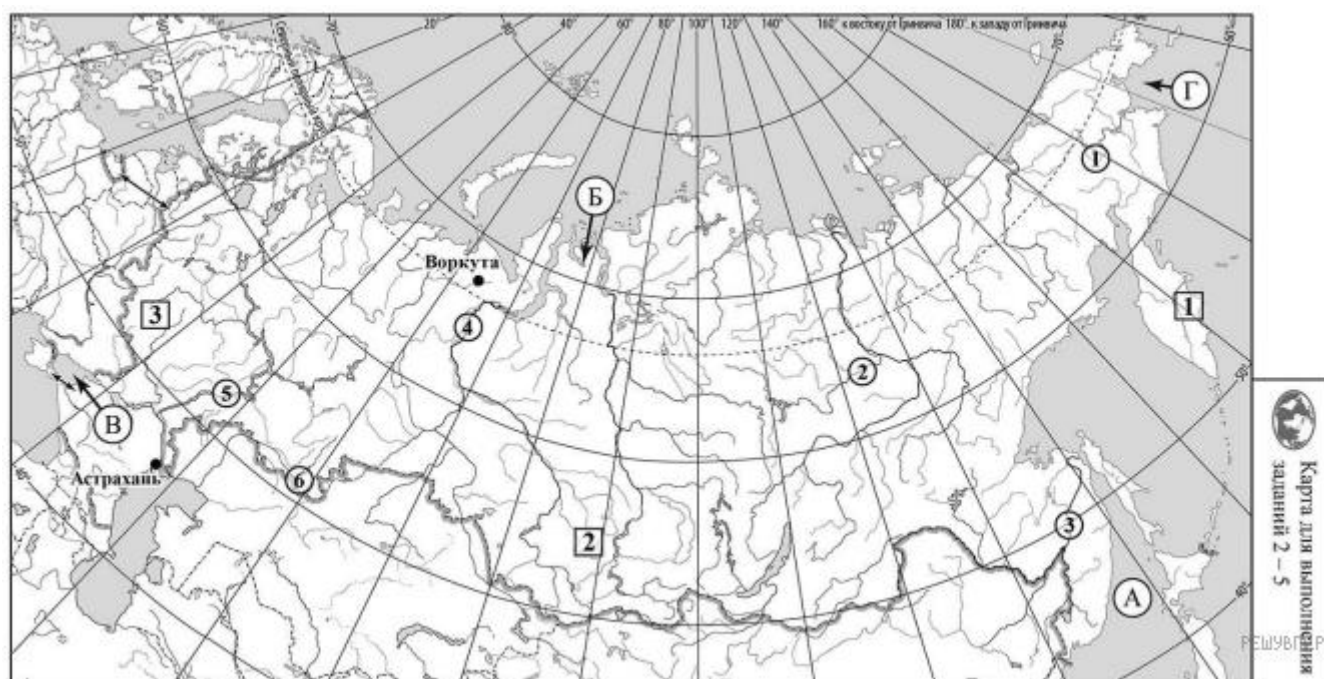 20° 40° 60° 80° 100° 120° 140° 160° к востоку от Гринвича 180° к западу от Гринвича
Г
1
Б
Воркута
1
3
4
2
5
В
Астрахань
6
2
3
А
Карта для выполнения
заданий 2 – 5
РЕШУВПР.РФ